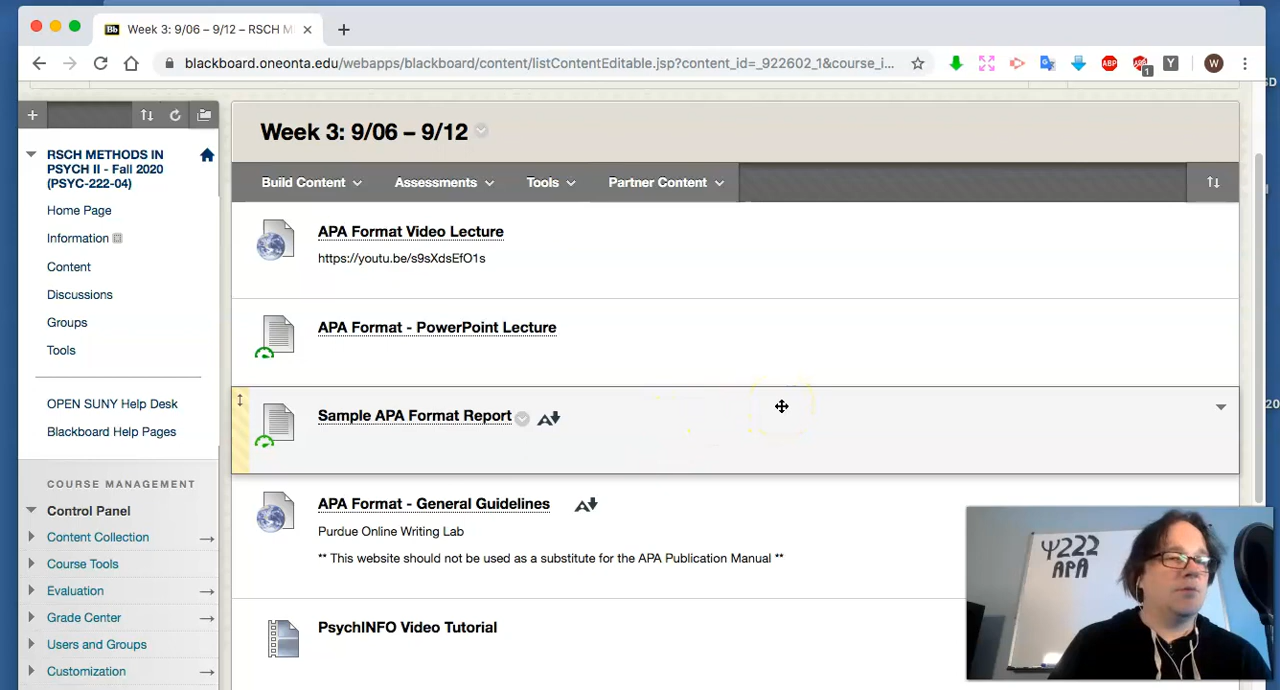 Week 3: 9/06 – 9/12 – RSCH M
blackboard.oneonta.edu/webapps/blackboard/content/listContentEditable.jsp?content_id=_922602_1&course_i...
ABP
1
Y
W
Week 3: 9/06 – 9/12
RSCH METHODS IN
PSYCH II - Fall 2020
(PSYC-222-04)
Home Page
Information
Content
Discussions
Groups
Tools
OPEN SUNY Help Desk
Blackboard Help Pages
COURSE MANAGEMENT
Control Panel
Content Collection
Course Tools
Evaluation
Grade Center
Users and Groups
Customization
Build Content
Assessments
Tools
Partner Content
APA Format Video Lecture
https://youtu.be/s9sXdsEfO1s
APA Format - PowerPoint Lecture
Sample APA Format Report
APA Format - General Guidelines
Purdue Online Writing Lab
** This website should not be used as a substitute for the APA Publication Manual **
PsychINFO Video Tutorial
Ψ222
APA